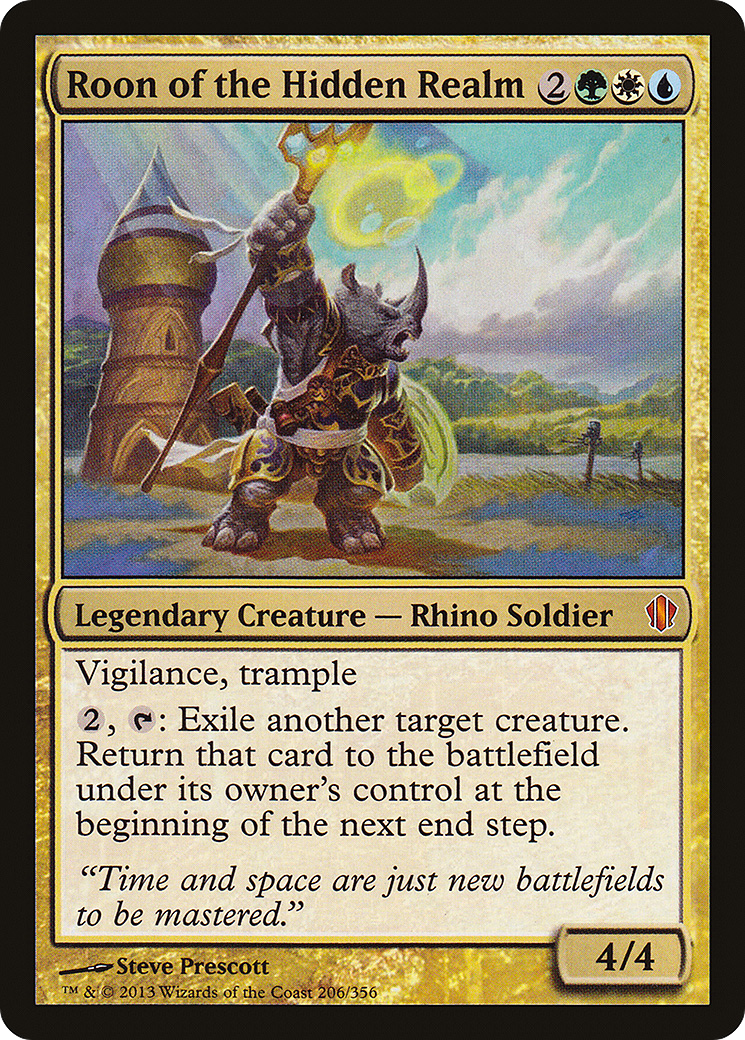 Roon of the Hidden Realm 2
Legendary Creature — Rhino Soldier
Vigilance, trample
2, : Exile another target creature.
Return that card to the battlefield
under its owner’s control at the
beginning of the next end step.
“Time and space are just new battlefields
to be mastered.”
4/4
Steve Prescott
™ & © 2013 Wizards of the Coast 206/356